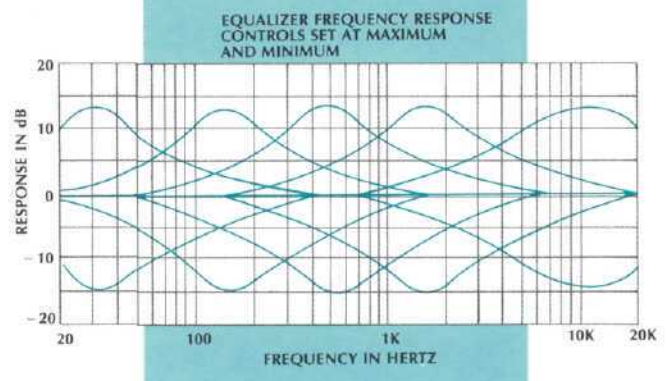 EQUALIZER FREQUENCY RESPONSE
CONTROLS SET AT MAXIMUM
AND MINIMUM
RESPONSE IN dB
20
10
0
– 10
– 20
20 100 1K 10K 20K
FREQUENCY IN HERTZ